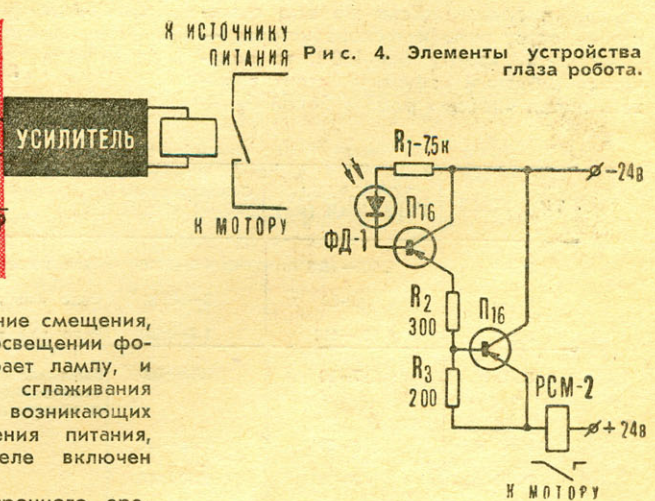 К ИСТОЧНИКУ
ПИТАНИЯ
Рис. 4. Элементы устройства
глаза робота.
УСИЛИТЕЛЬ
К МОТОРУ
R1-7,5к
-24в
ФД-1
П16
R2
300
П16
R3
200
РСМ-2
+24в
К МОТОРУ
ние смещения,
освещении фо-
ает лампу, и
сглаживания
возникающих
ения питания,
еле включен